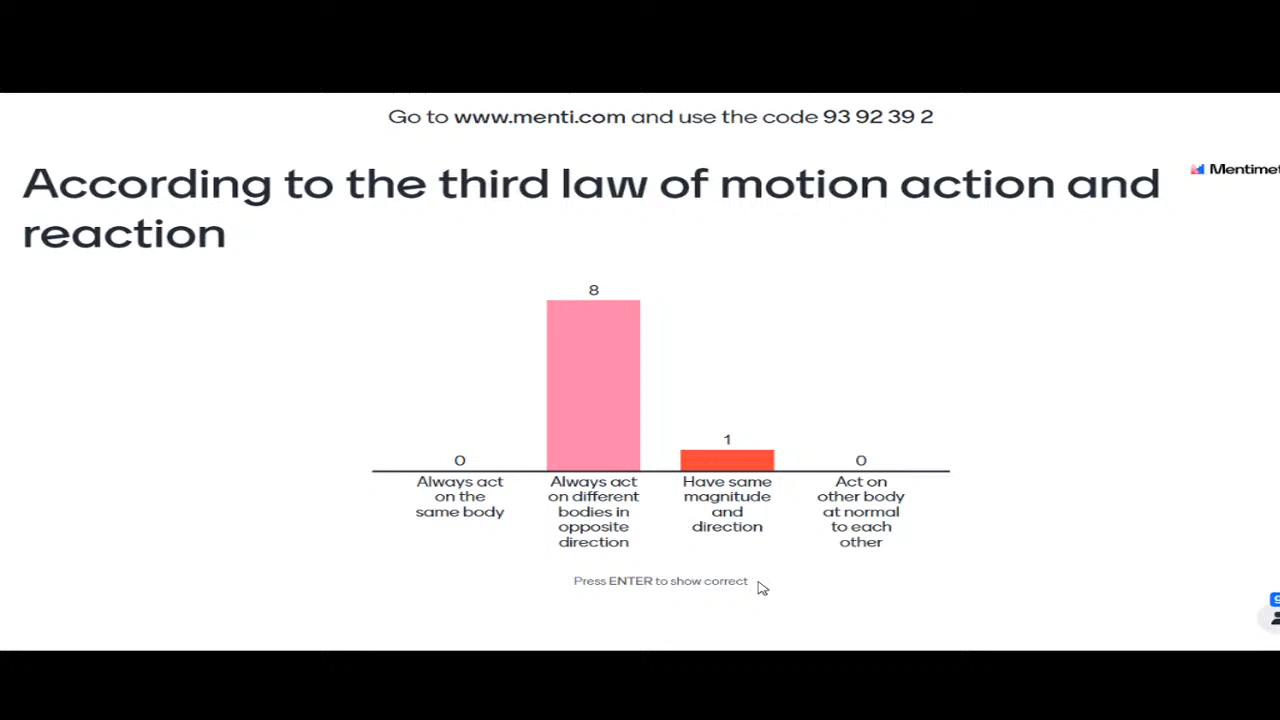 Go to www.menti.com and use the code 93 92 39 2
Mentimet
According to the third law of motion action and
reaction
8
1
0
0
Always act
on the
same body
Always act
on different
bodies in
opposite
direction
Have same
magnitude
and
direction
Act on
other body
at normal
to each
other
Press ENTER to show correct